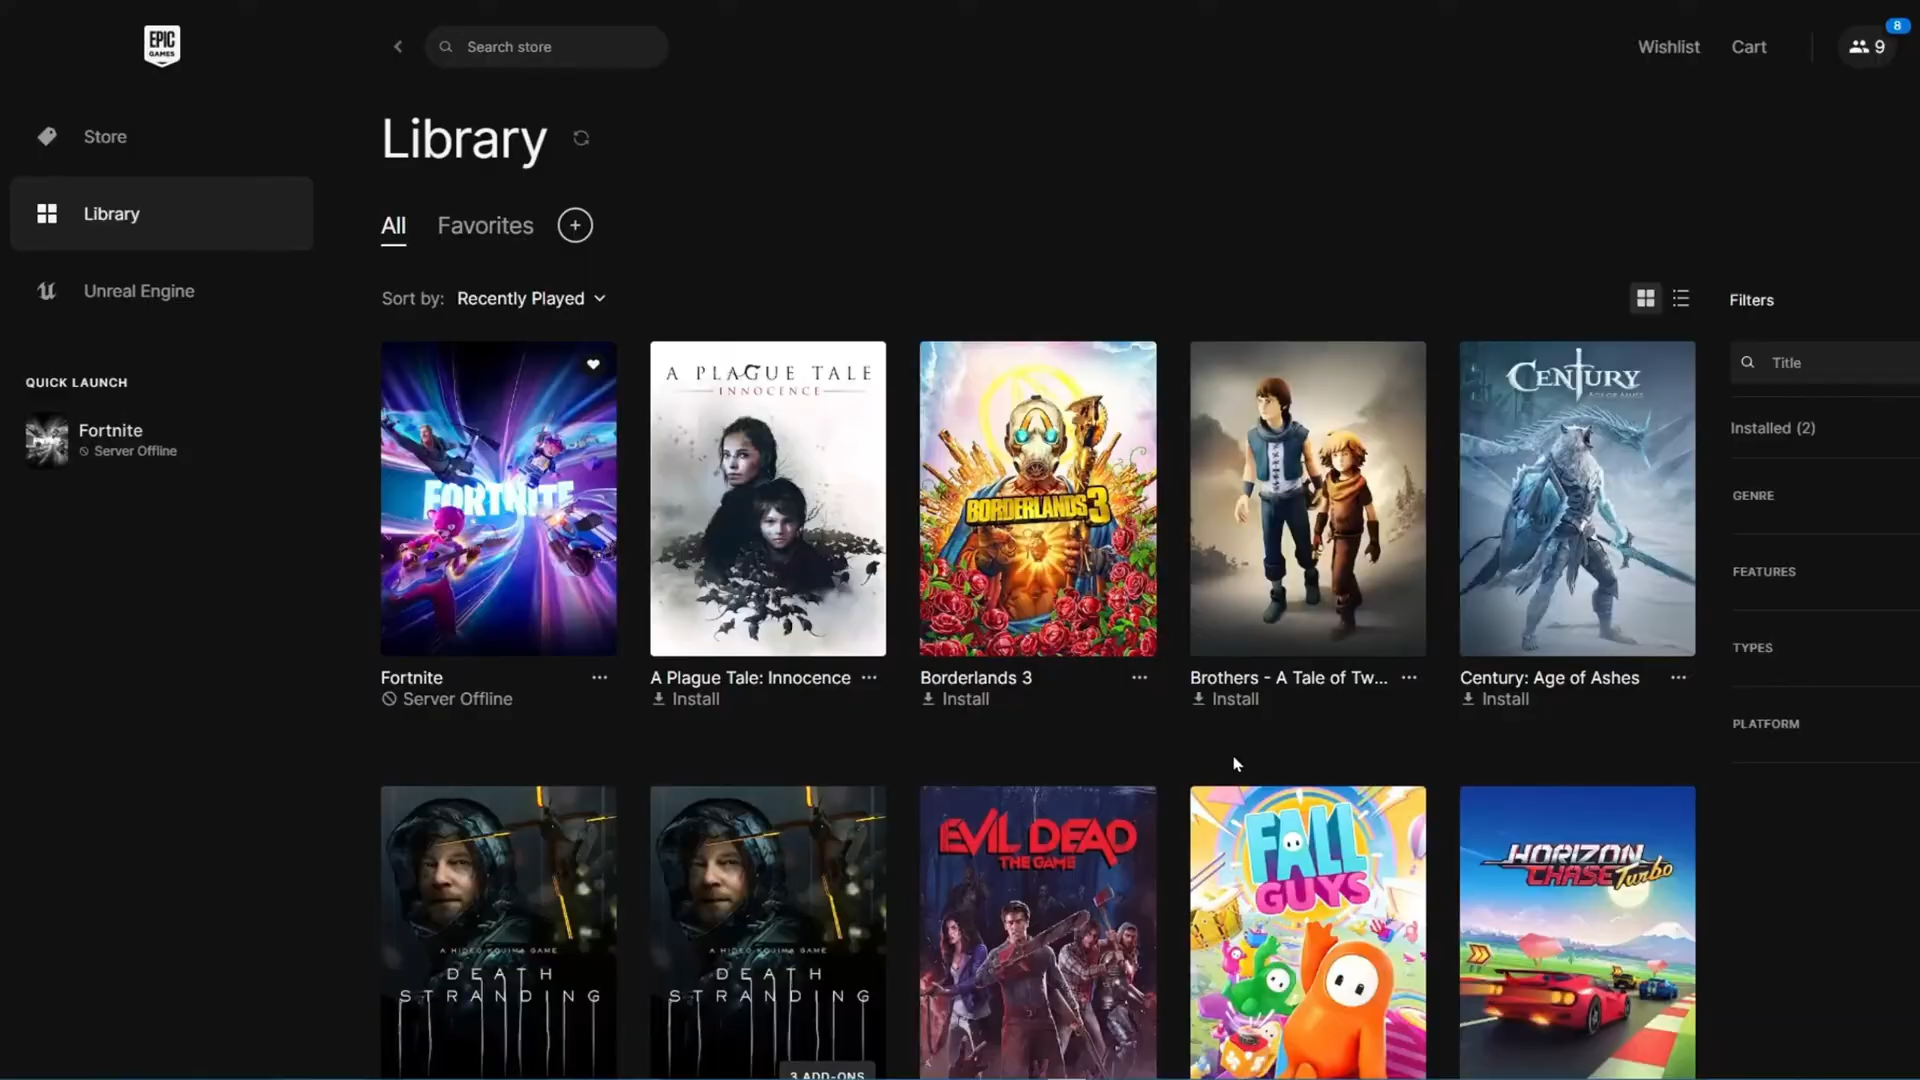 EPIC
GAMES
Search store
Wishlist
Cart
9
8
Store
Library
Unreal Engine
QUICK LAUNCH
Fortnite
Server Offline
Library
All
Favorites
Sort by: Recently Played
Filters
Title
Installed (2)
GENRE
FEATURES
TYPES
PLATFORM
FORTNITE
Fortnite
Server Offline
A PLAGUE TALE
INNOCENCE
A Plague Tale: Innocence
Install
BORDERLANDS 3
Borderlands 3
Install
Brothers - A Tale of Tw...
Install
CENTURY
AGE OF ASHES
Century: Age of Ashes
Install
A HIDEO KOJIMA GAME
DEATH
STRANDING
A HIDEO KOJIMA GAME
DEATH
STRANDING
3 ADD-ONS
EVIL DEAD
THE GAME
FALL
GUYS
HORIZON
CHASE Turbo